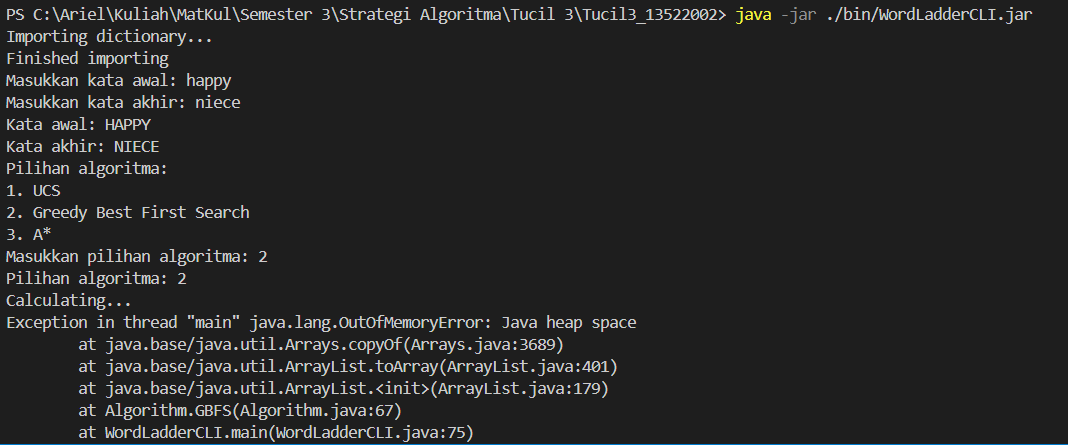 PS C:\Ariel\Kuliah\MatKul\Semester 3\Strategi Algoritma\Tucil 3\Tucil3_13522002> java -jar ./bin/WordLadderCLI.jar
Importing dictionary...
Finished importing
Masukkan kata awal: happy
Masukkan kata akhir: niece
Kata awal: HAPPY
Kata akhir: NIECE
Pilihan algoritma:
1. UCS
2. Greedy Best First Search
3. A*
Masukkan pilihan algoritma: 2
Pilihan algoritma: 2
Calculating...
Exception in thread "main" java.lang.OutOfMemoryError: Java heap space
        at java.base/java.util.Arrays.copyOf(Arrays.java:3689)
        at java.base/java.util.ArrayList.toArray(ArrayList.java:401)
        at java.base/java.util.ArrayList.<init>(ArrayList.java:179)
        at Algorithm.GBFS(Algorithm.java:67)
        at WordLadderCLI.main(WordLadderCLI.java:75)